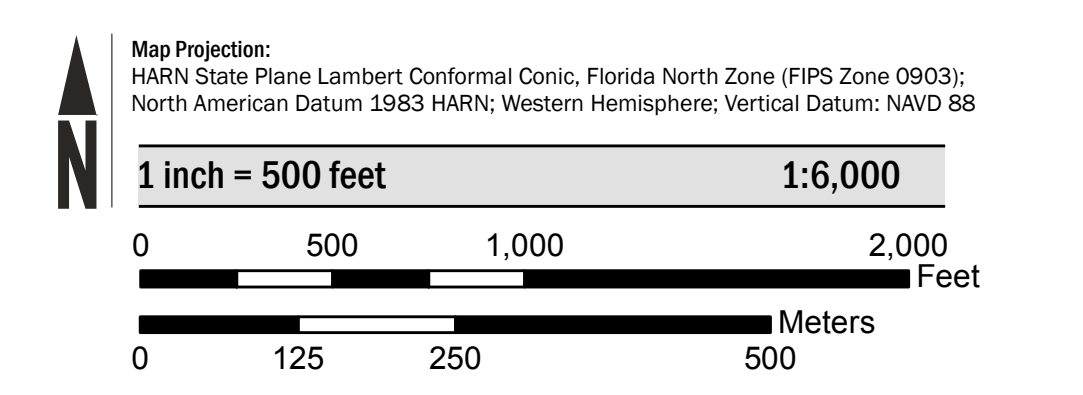 N
Map Projection:
HARN State Plane Lambert Conformal Conic, Florida North Zone (FIPS Zone 0903);
North American Datum 1983 HARN; Western Hemisphere; Vertical Datum: NAVD 88
1 inch = 500 feet 1:6,000
0 500 1,000 2,000
Feet
Meters
0 125 250 500